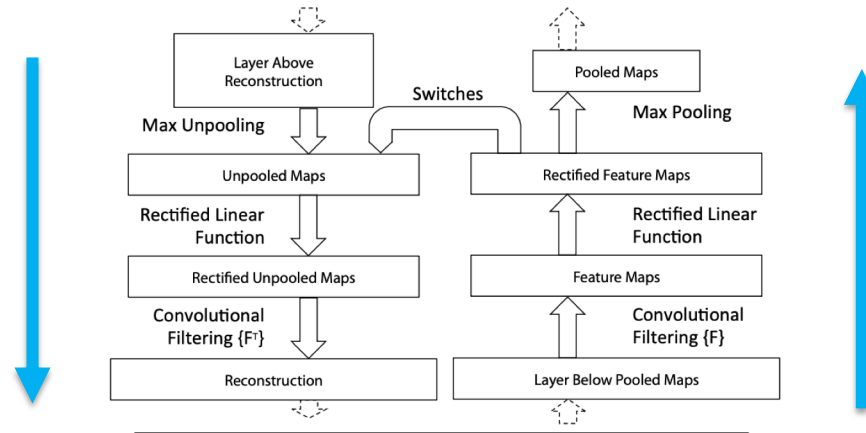 Layer Above
Reconstruction
Max Unpooling
Unpooled Maps
Rectified Linear
Function
Rectified Unpooled Maps
Convolutional
Filtering {Fᵀ}
Reconstruction
Switches
Pooled Maps
Max Pooling
Rectified Feature Maps
Rectified Linear
Function
Feature Maps
Convolutional
Filtering {F}
Layer Below Pooled Maps